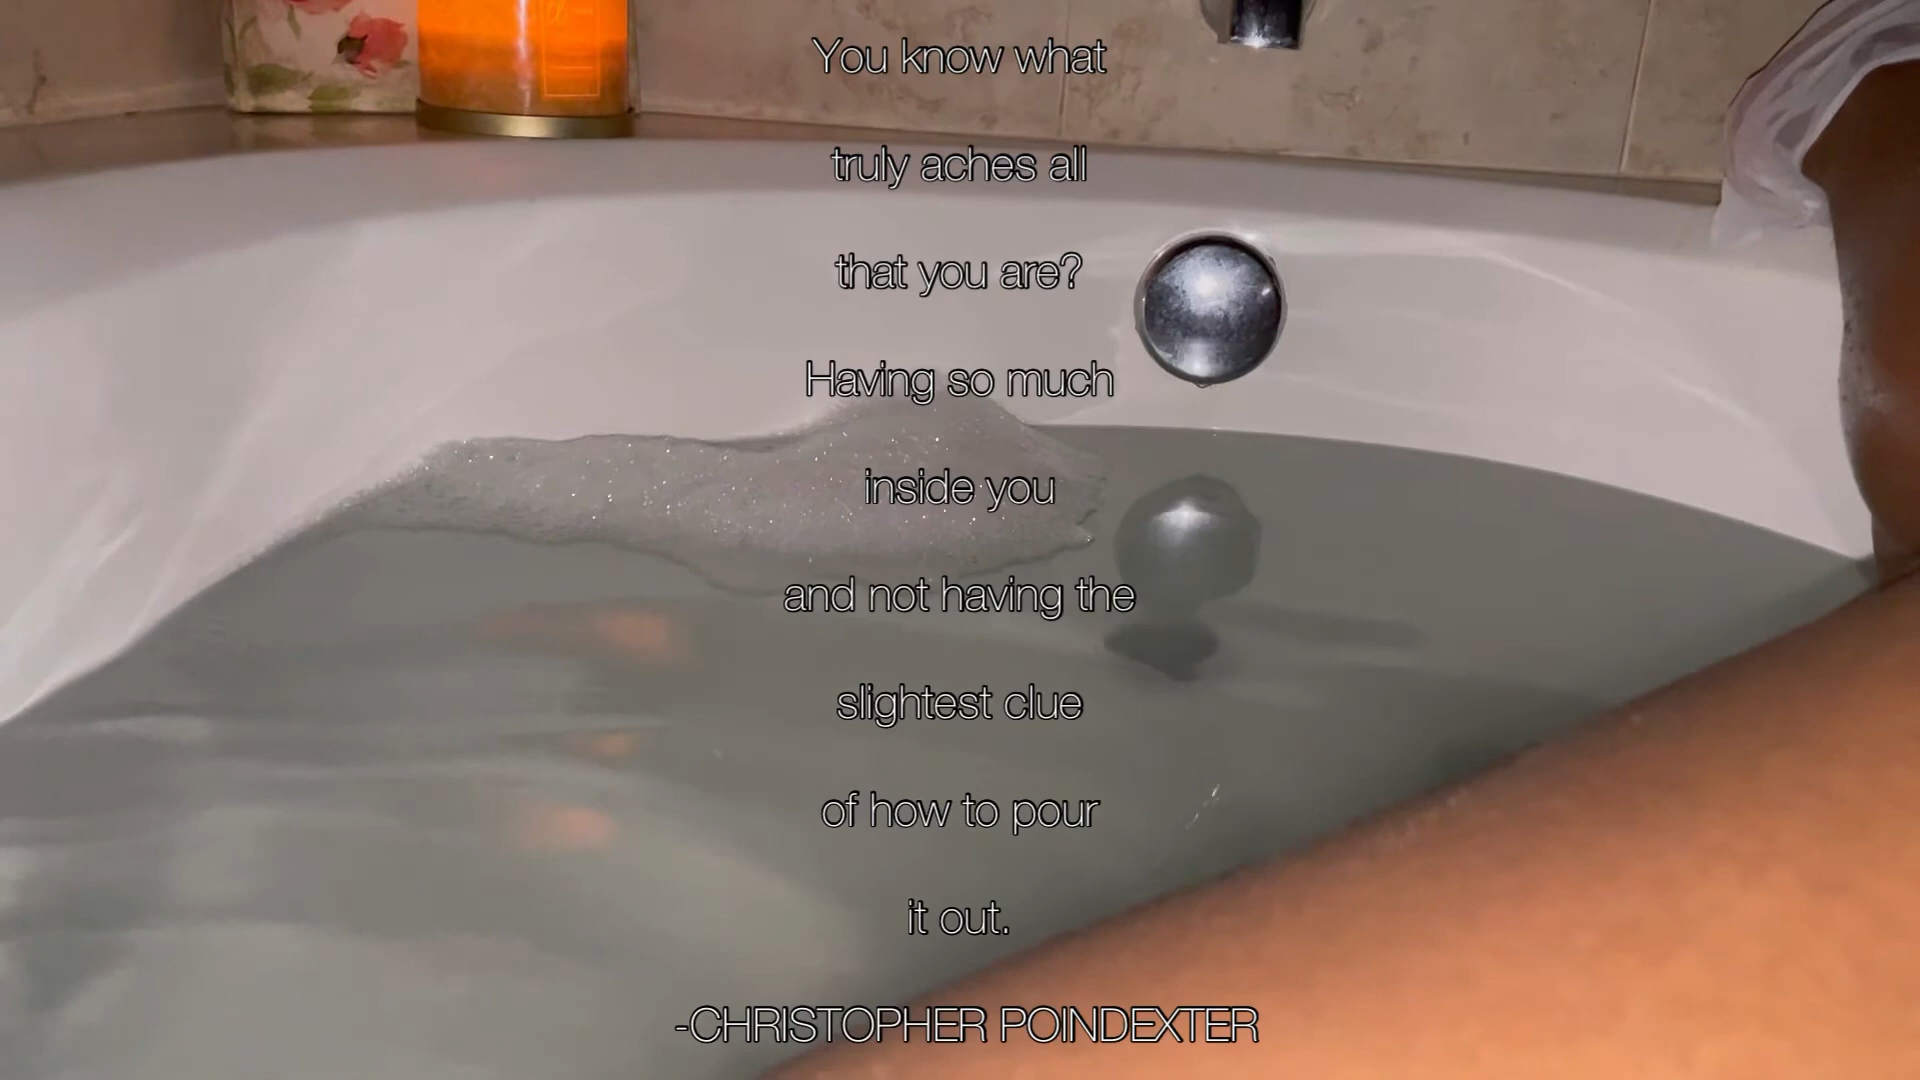 You know what
truly aches all
that you are?
Having so much
inside you
and not having the
slightest clue
of how to pour
it out.
-CHRISTOPHER POINDEXTER